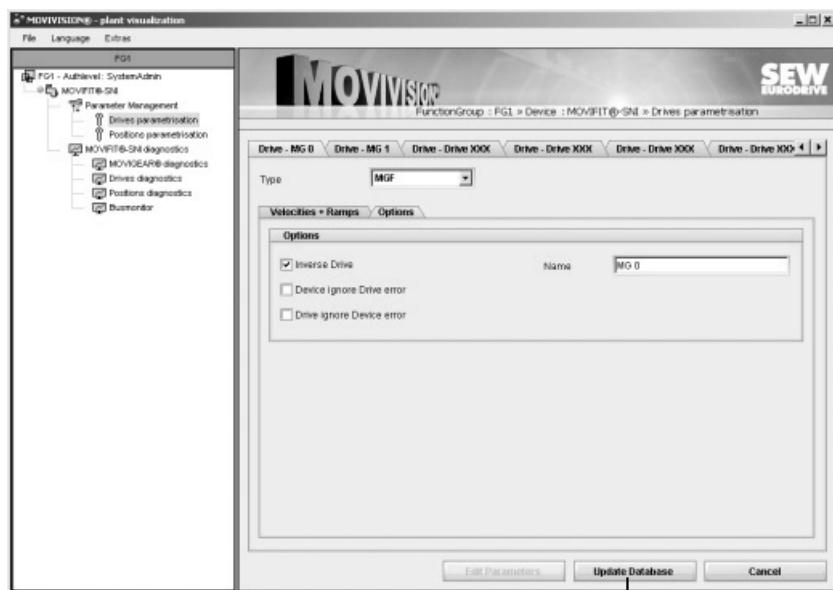 MOVIVISION® - plant visualization
File Language Extras
FG1
FG1 - Authlevel: SystemAdmin
MOVIFIT®-SNI
Parameter Management
Drives parametrisation
Positions parametrisation
MOVIFIT®-SNI diagnostics
MOVIGEAR® diagnostics
Drives diagnostics
Positions diagnostics
Busmonitor
MOVIVISION®
SEW
EURODRIVE
FunctionGroup : FG1 » Device : MOVIFIT®-SNI » Drives parametrisation
Drive - MG 0 Drive - MG 1 Drive - Drive XXX Drive - Drive XXX Drive - Drive XXX Drive - Drive XXX
Type MGF
Velocities + Ramps Options
Options
Inverse Drive Name MG 0
Device ignore Drive error
Drive ignore Device error
Edit Parameters Update Database Cancel